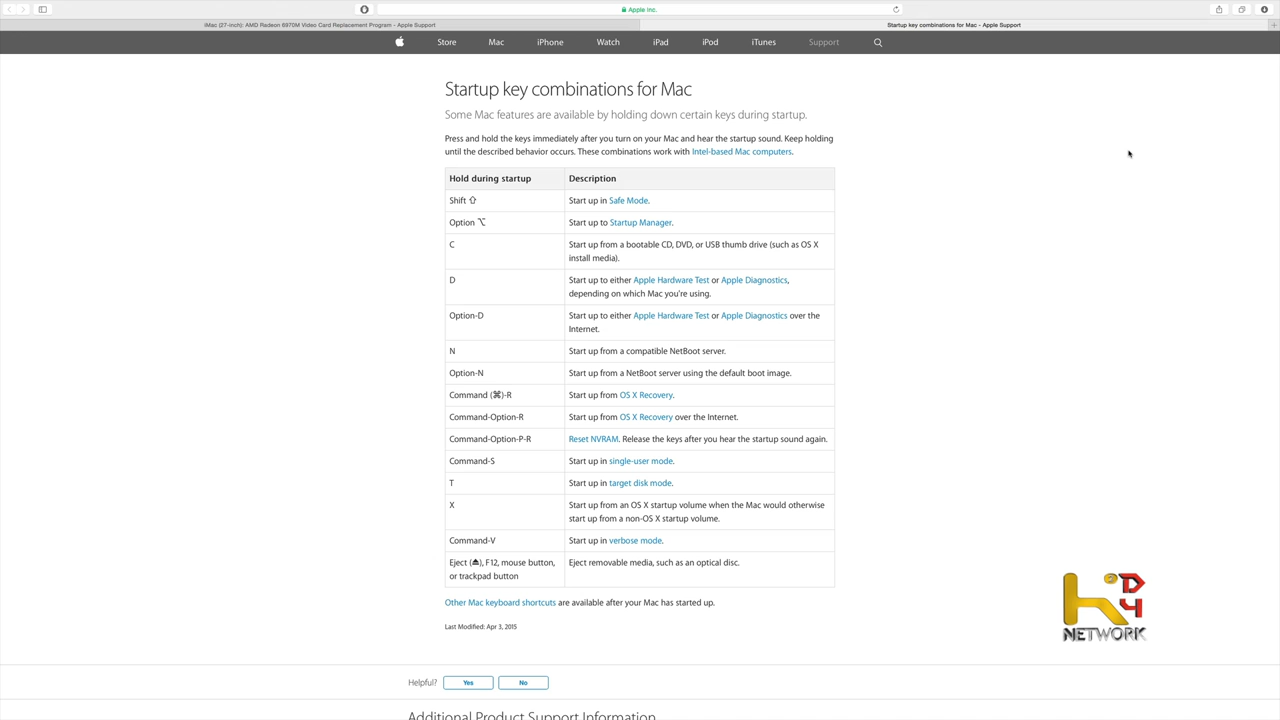 Apple Inc.
iMac (27-inch): AMD Redeon 6970M Video Card Replacement Program - Apple Support
Startup key combinations for Mac - Apple Support
Store Mac iPhone Watch iPad iPod iTunes Support
Startup key combinations for Mac
Some Mac features are available by holding down certain keys during startup.
Press and hold the keys immediately after you turn on your Mac and hear the startup sound. Keep holding
until the described behavior occurs. These combinations work with Intel-based Mac computers.
Hold during startup Description
Shift ⇧ Start up in Safe Mode.
Option ⌥ Start up to Startup Manager.
C Start up from a bootable CD, DVD, or USB thumb drive (such as OS X
install media).
D Start up to either Apple Hardware Test or Apple Diagnostics,
depending on which Mac you're using.
Option-D Start up to either Apple Hardware Test or Apple Diagnostics over the
Internet.
N Start up from a compatible NetBoot server.
Option-N Start up from a NetBoot server using the default boot image.
Command (⌘)-R Start up from OS X Recovery.
Command-Option-R Start up from OS X Recovery over the Internet.
Command-Option-P-R Reset NVRAM. Release the keys after you hear the startup sound again.
Command-S Start up in single-user mode.
T Start up in target disk mode.
X Start up from an OS X startup volume when the Mac would otherwise
start up from a non-OS X startup volume.
Command-V Start up in verbose mode.
Eject (⏏), F12, mouse button, Eject removable media, such as an optical disc.
or trackpad button
Other Mac keyboard shortcuts are available after your Mac has started up.
Last Modified: Apr 3, 2015
NETWORK
Helpful? Yes No
Additional Product Support Information